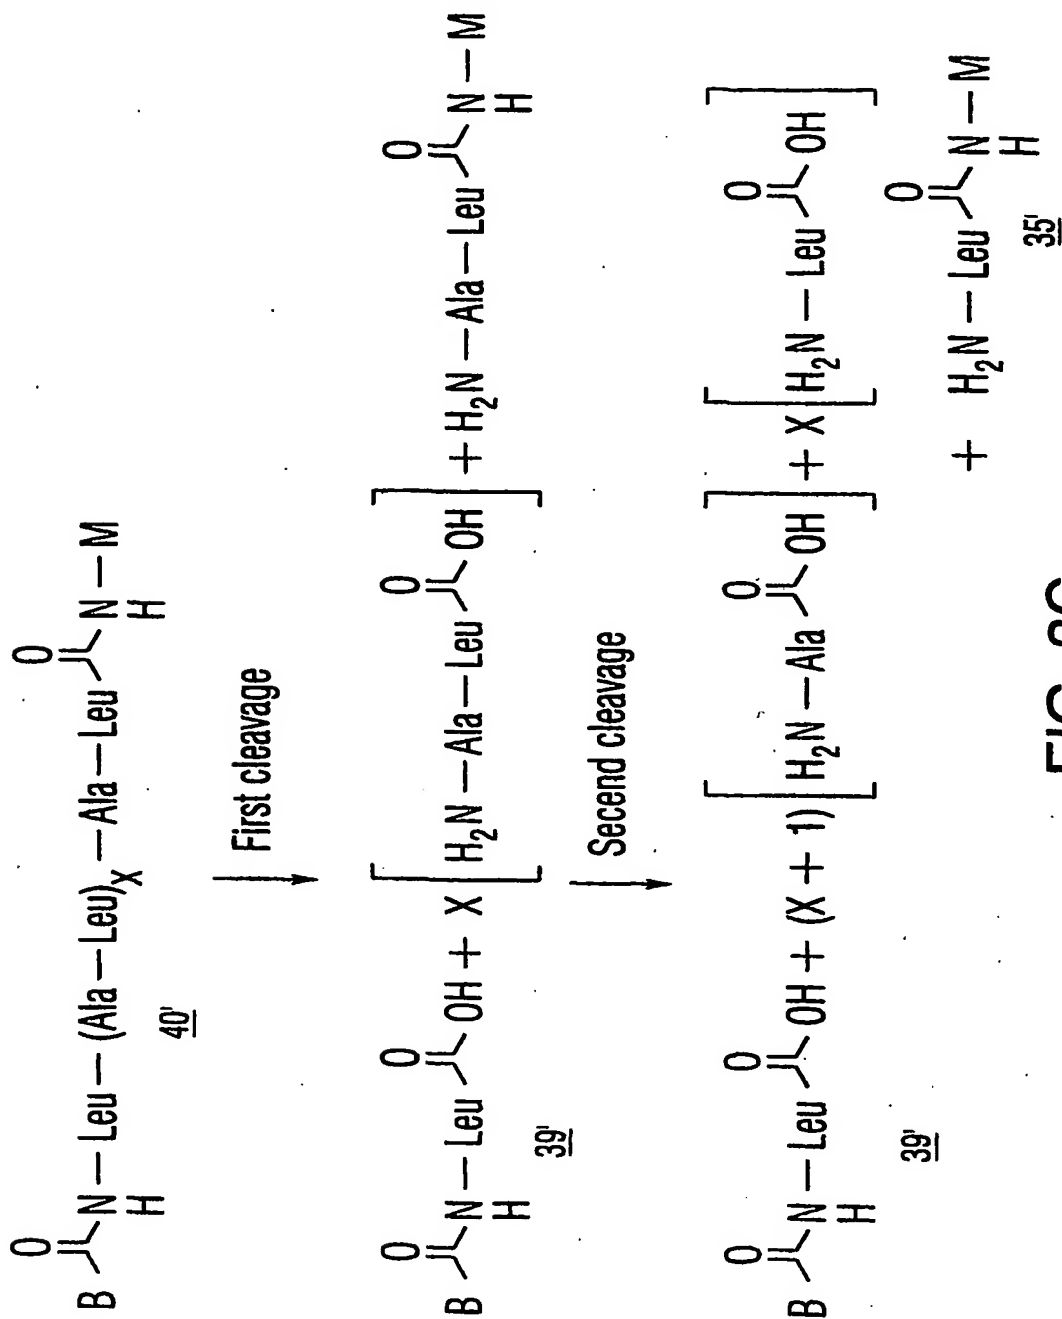 O O
B N — Leu — (Ala — Leu)X — Ala — Leu N — M
H H
40'
First cleavage
O O O
B N — Leu OH + X [H2N — Ala — Leu OH] + H2N — Ala — Leu N — M
H H
39'
Secend cleavage
O O O
B N — Leu OH + (X + 1) [H2N — Ala OH] + X [H2N — Leu OH]
H
39'
O
+ H2N — Leu N — M
H
35'
FIG